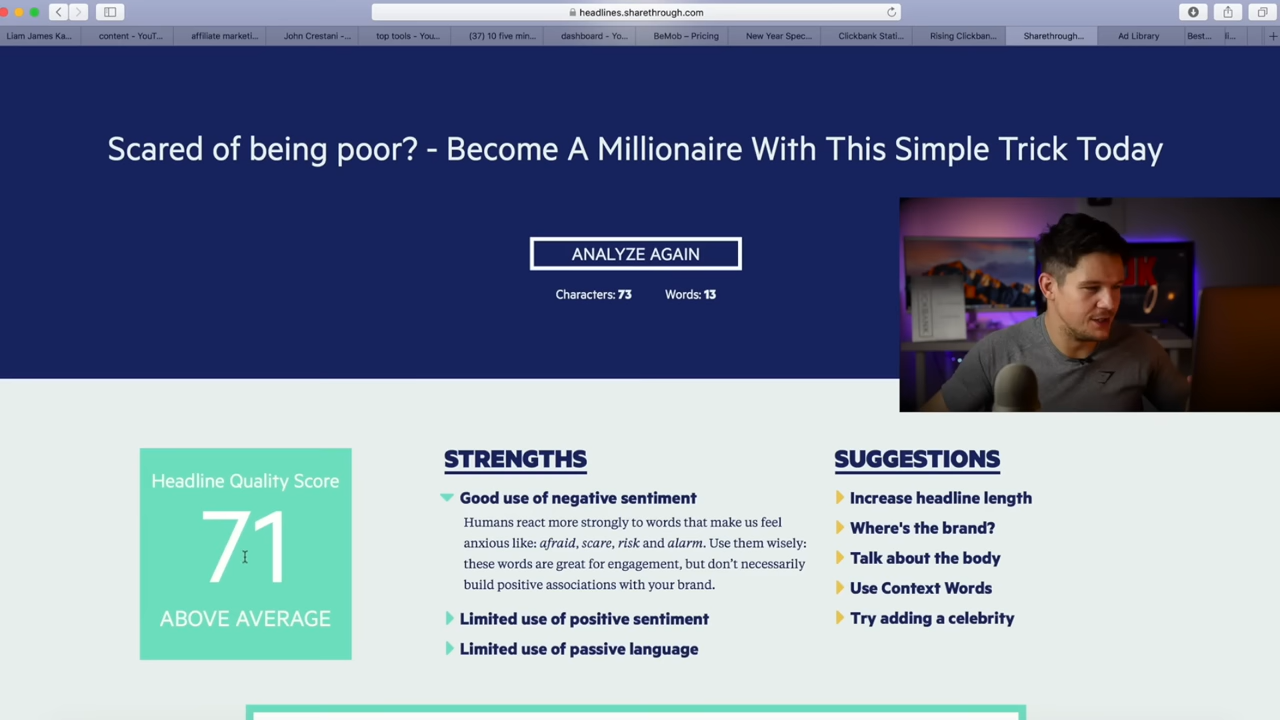 headlines.sharethrough.com
Liam James Ka...
content - YouT...
affiliate marketi...
John Crestani -...
top tools - You...
(37) 10 five min...
dashboard - Yo...
BeMob – Pricing
New Year Spec...
Clickbank Stati...
Rising Clickban...
Sharethrough...
Ad Library
Best...
Scared of being poor? - Become A Millionaire With This Simple Trick Today
ANALYZE AGAIN
Characters: 73 Words: 13
Headline Quality Score
71
ABOVE AVERAGE
STRENGTHS
Good use of negative sentiment
Humans react more strongly to words that make us feel
anxious like: afraid, scare, risk and alarm. Use them wisely:
these words are great for engagement, but don't necessarily
build positive associations with your brand.
Limited use of positive sentiment
Limited use of passive language
SUGGESTIONS
Increase headline length
Where's the brand?
Talk about the body
Use Context Words
Try adding a celebrity